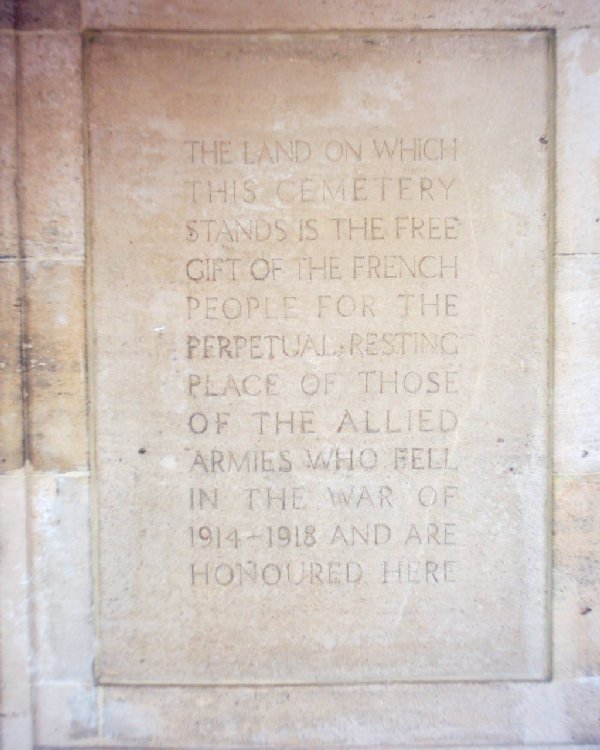 THE LAND ON WHICH
THIS CEMETERY
STANDS IS THE FREE
GIFT OF THE FRENCH
PEOPLE FOR THE
PERPETUAL RESTING
PLACE OF THOSE
OF THE ALLIED
ARMIES WHO FELL
IN THE WAR OF
1914-1918 AND ARE
HONOURED HERE